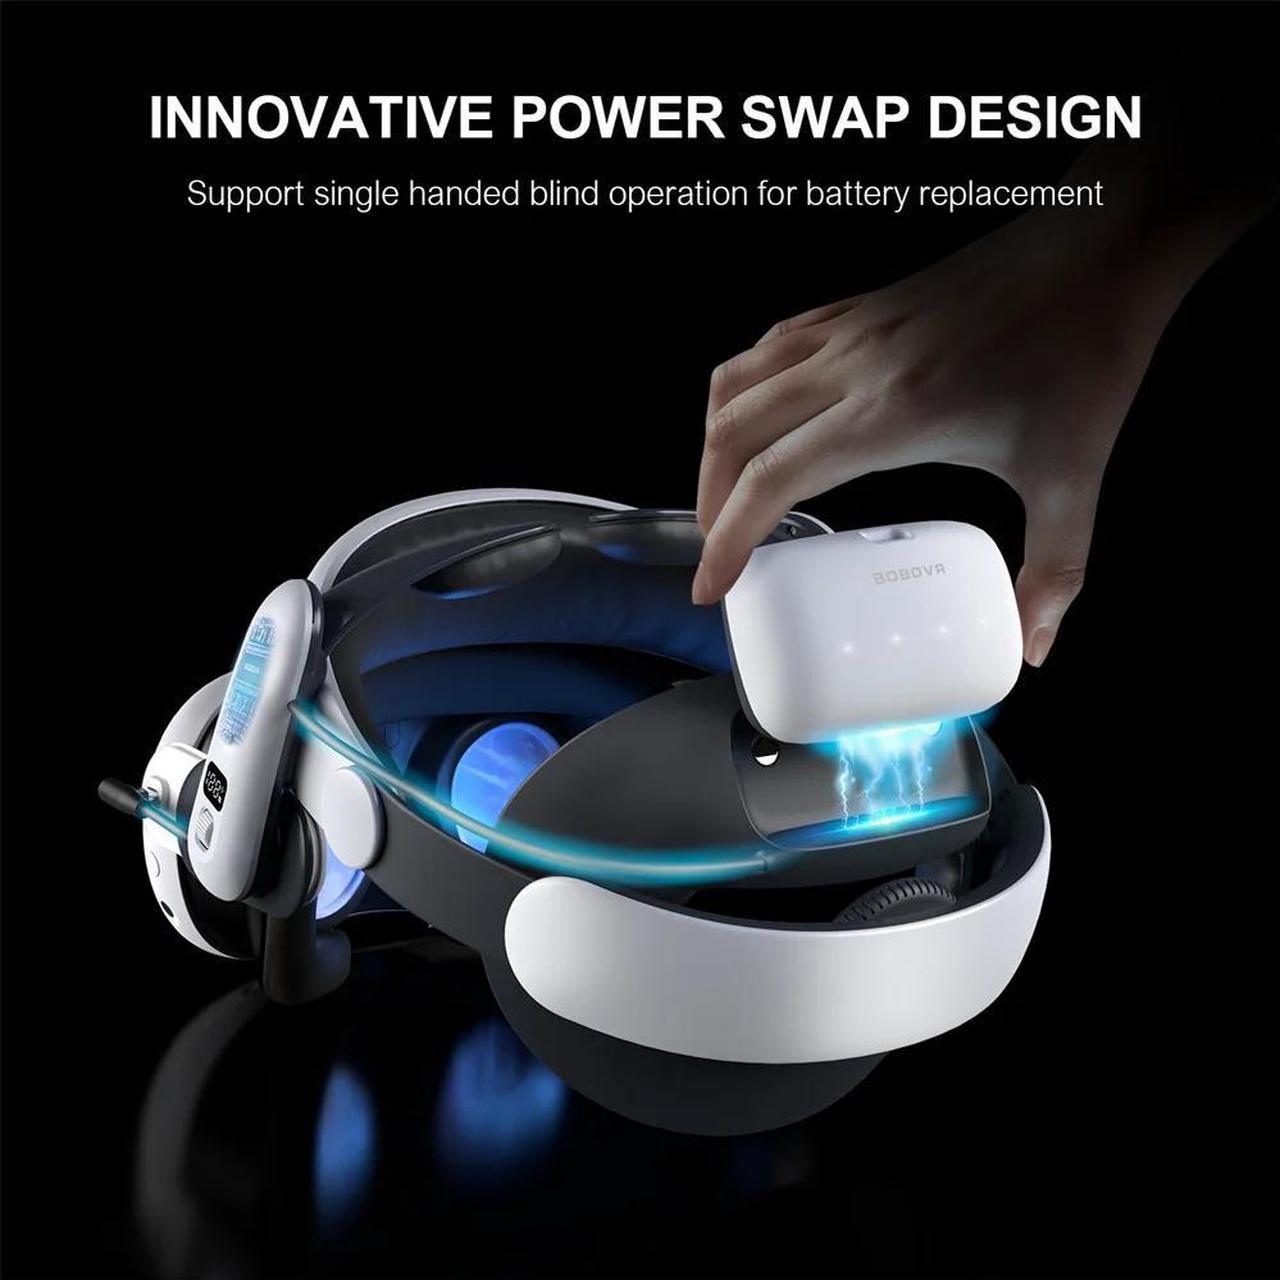 INNOVATIVE POWER SWAP DESIGN
Support single handed blind operation for battery replacement
BOBOVR